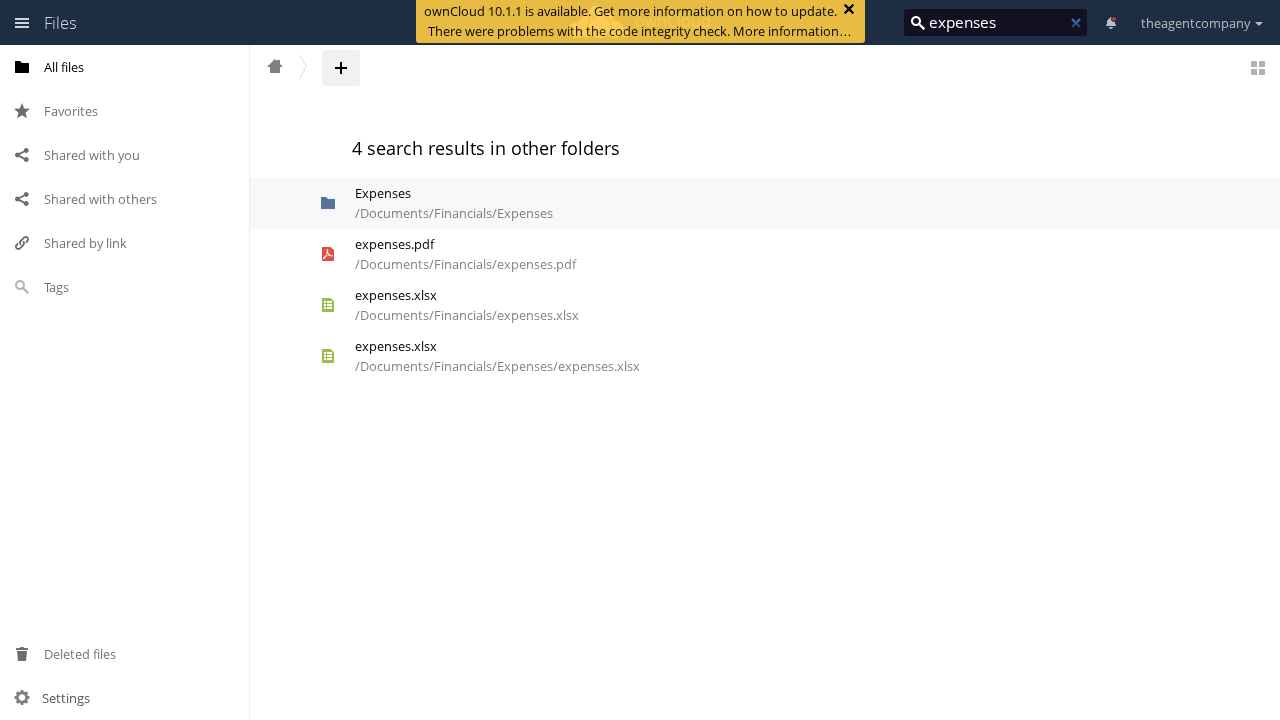 Files
ownCloud 10.1.1 is available. Get more information on how to update.
There were problems with the code integrity check. More information…
expenses
theagentcompany
All files
Favorites
Shared with you
Shared with others
Shared by link
Tags
Deleted files
Settings
4 search results in other folders
Expenses
/Documents/Financials/Expenses
expenses.pdf
/Documents/Financials/expenses.pdf
expenses.xlsx
/Documents/Financials/expenses.xlsx
expenses.xlsx
/Documents/Financials/Expenses/expenses.xlsx